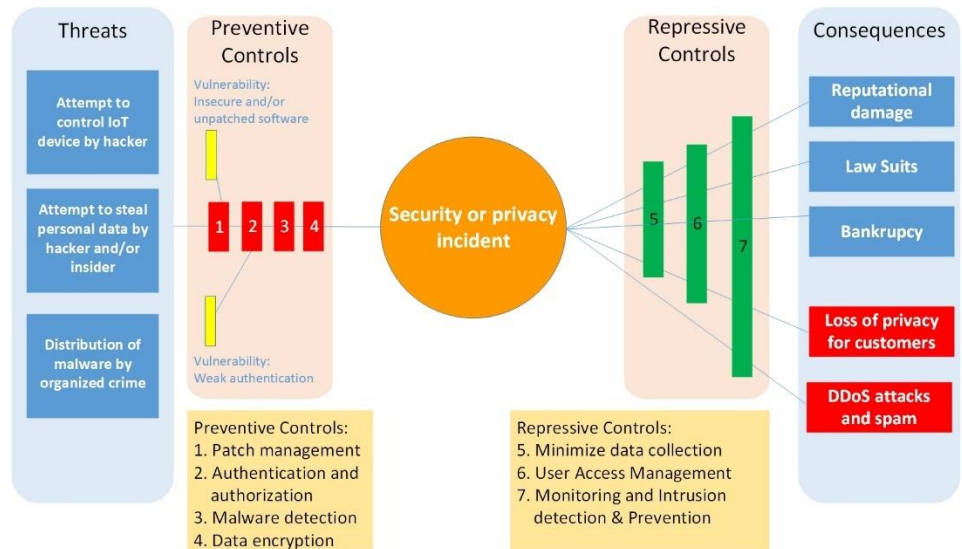 Threats
Attempt to
control IoT
device by hacker
Attempt to steal
personal data by
hacker and/or
insider
Distribution of
malware by
organized crime
Preventive
Controls
Vulnerability:
Insecure and/or
unpatched software
1
2
3
4
Vulnerability:
Weak authentication
Preventive Controls:
1. Patch management
2. Authentication and
authorization
3. Malware detection
4. Data encryption
Security or privacy
incident
Repressive
Controls
5
6
7
Repressive Controls:
5. Minimize data collection
6. User Access Management
7. Monitoring and Intrusion
detection & Prevention
Consequences
Reputational
damage
Law Suits
Bankrupcy
Loss of privacy
for customers
DDoS attacks
and spam